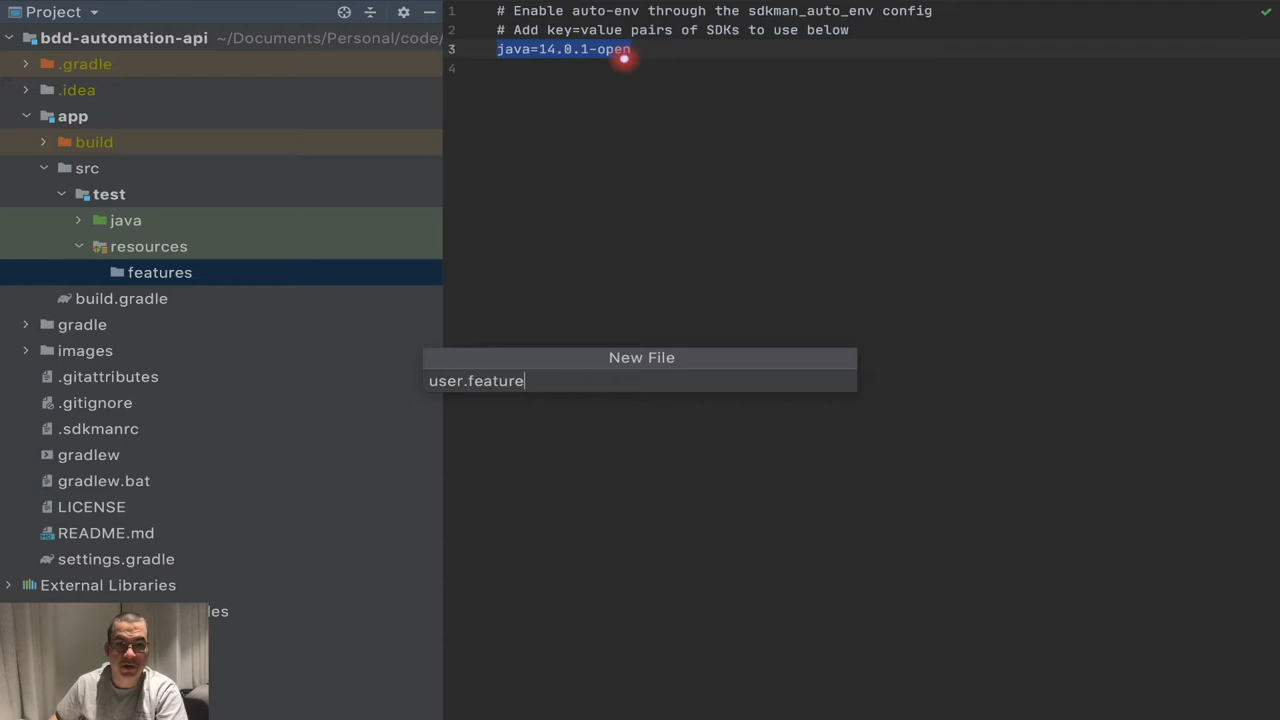 Project
bdd-automation-api ~/Documents/Personal/code/
.gradle
.idea
app
build
src
test
java
resources
features
build.gradle
gradle
images
.gitattributes
.gitignore
.sdkmanrc
gradlew
gradlew.bat
LICENSE
README.md
settings.gradle
External Libraries
les
1 # Enable auto-env through the sdkman_auto_env config
2 # Add key=value pairs of SDKs to use below
3 java=14.0.1-open
4
New File
user.feature